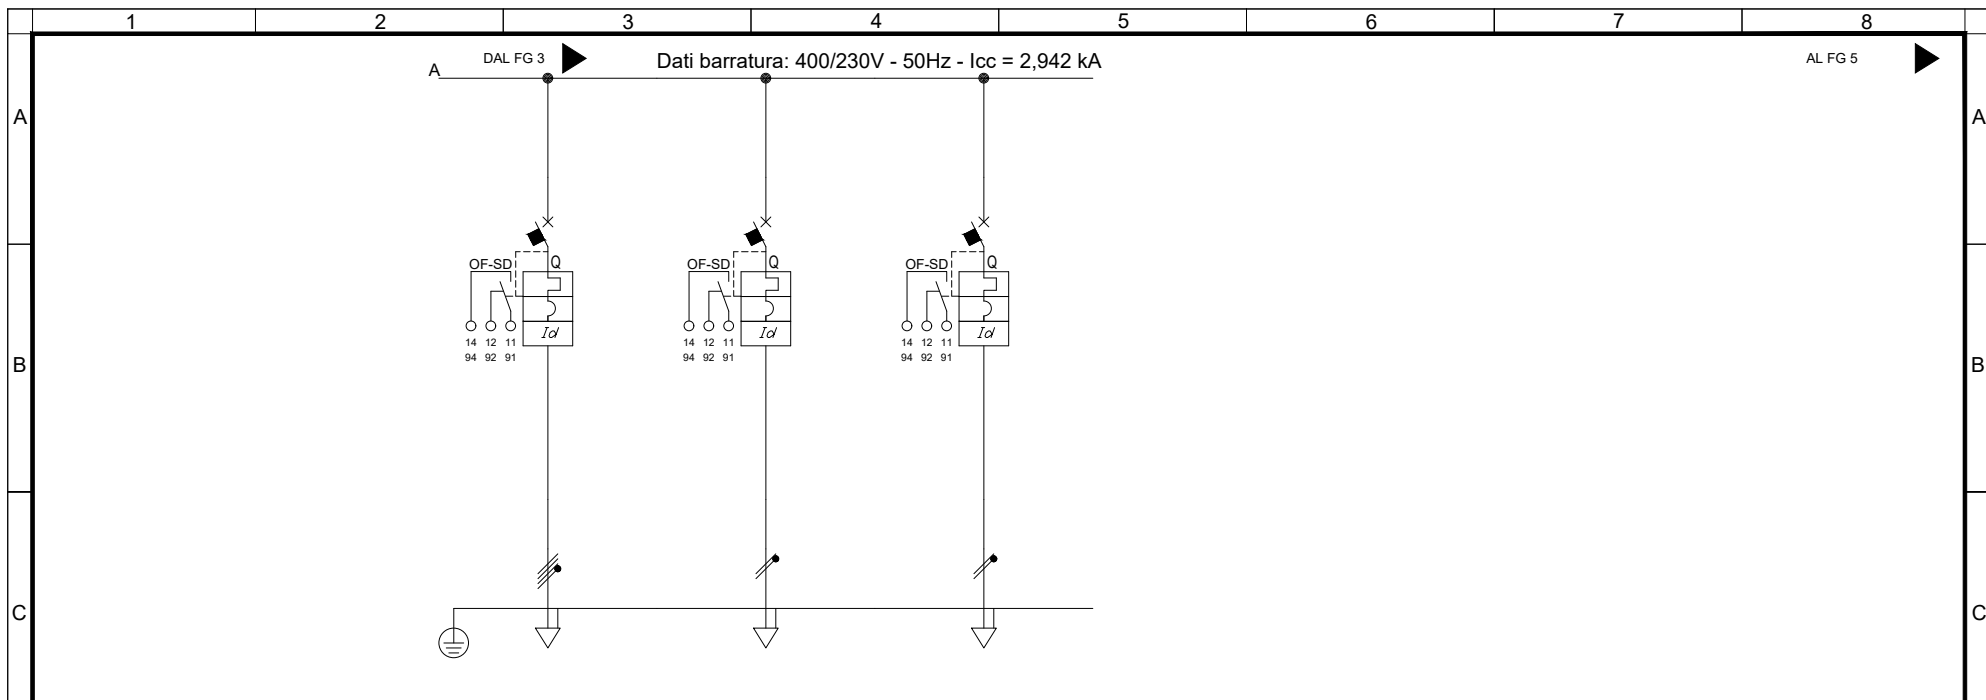 1 2 3 4 5 6 7 8
DAL FG 3 Dati barratura: 400/230V - 50Hz - Icc = 2,942 kA AL FG 5
A
A A
OF-SD Q OF-SD Q OF-SD Q
Id Id Id
14 12 11 14 12 11 14 12 11
94 92 91 94 92 91 94 92 91
B B
C C